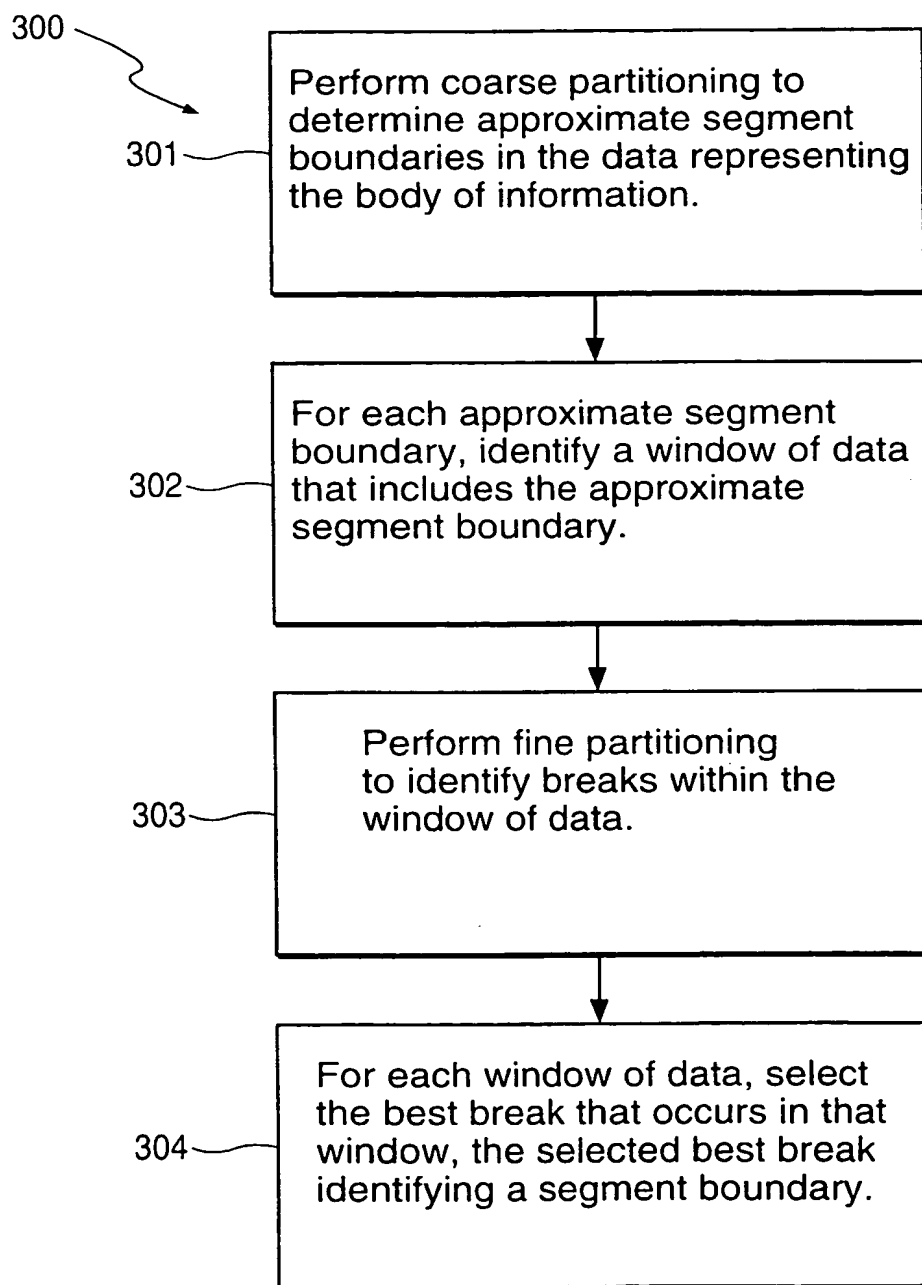 300
301
Perform coarse partitioning to
determine approximate segment
boundaries in the data representing
the body of information.
302
For each approximate segment
boundary, identify a window of data
that includes the approximate
segment boundary.
303
Perform fine partitioning
to identify breaks within the
window of data.
304
For each window of data, select
the best break that occurs in that
window, the selected best break
identifying a segment boundary.